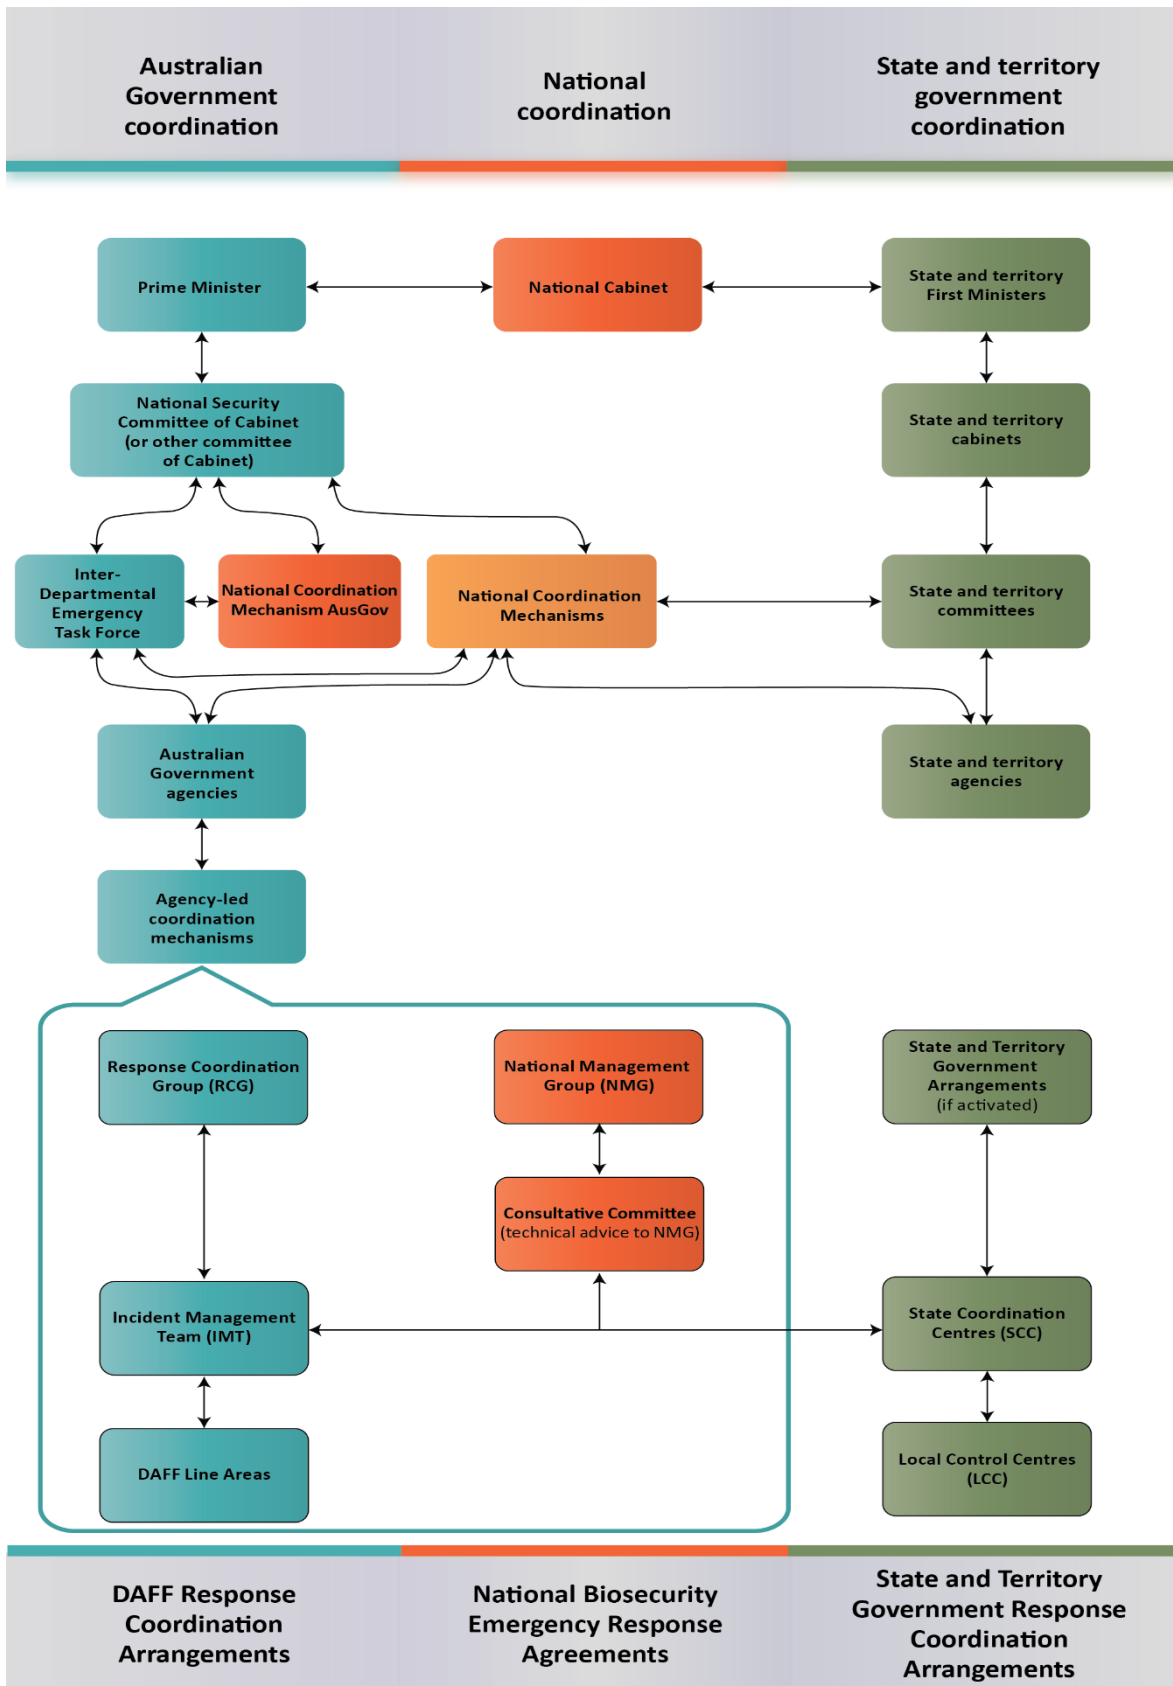 Australian
Government
coordination
National
coordination
State and territory
government
coordination
Prime Minister
National Cabinet
State and territory
First Ministers
National Security
Committee of Cabinet
(or other committee
of Cabinet)
State and territory
cabinets
Inter-
Departmental
Emergency
Task Force
National Coordination
Mechanism AusGov
National Coordination
Mechanisms
State and territory
committees
Australian
Government
agencies
State and territory
agencies
Agency-led
coordination
mechanisms
Response Coordination
Group (RCG)
National Management
Group (NMG)
State and Territory
Government
Arrangements
(if activated)
Consultative Committee
(technical advice to NMG)
Incident Management
Team (IMT)
State Coordination
Centres (SCC)
DAFF Line Areas
Local Control Centres
(LCC)
DAFF Response
Coordination
Arrangements
National Biosecurity
Emergency Response
Agreements
State and Territory
Government Response
Coordination
Arrangements